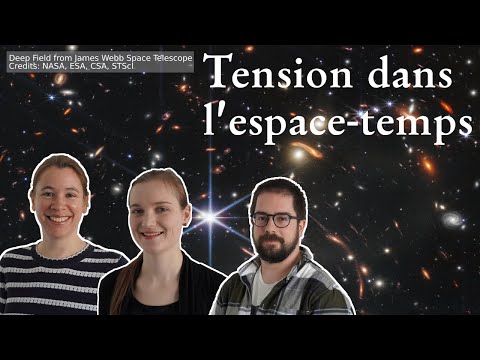 Deep Field from James Webb Space Telescope
Credits: NASA, ESA, CSA, STScI
Tension dans
l'espace-temps